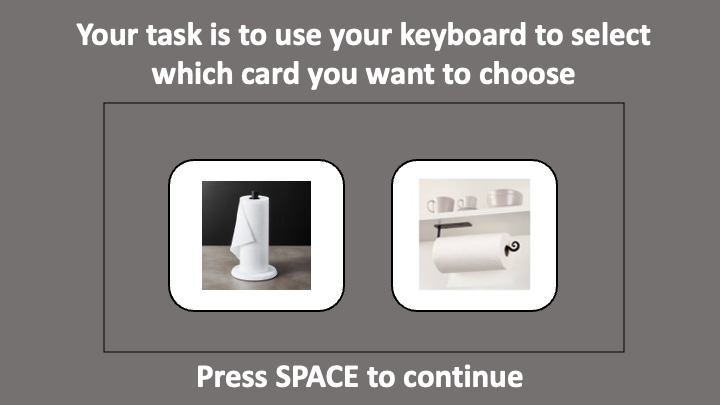 Your task is to use your keyboard to select
which card you want to choose
Press SPACE to continue